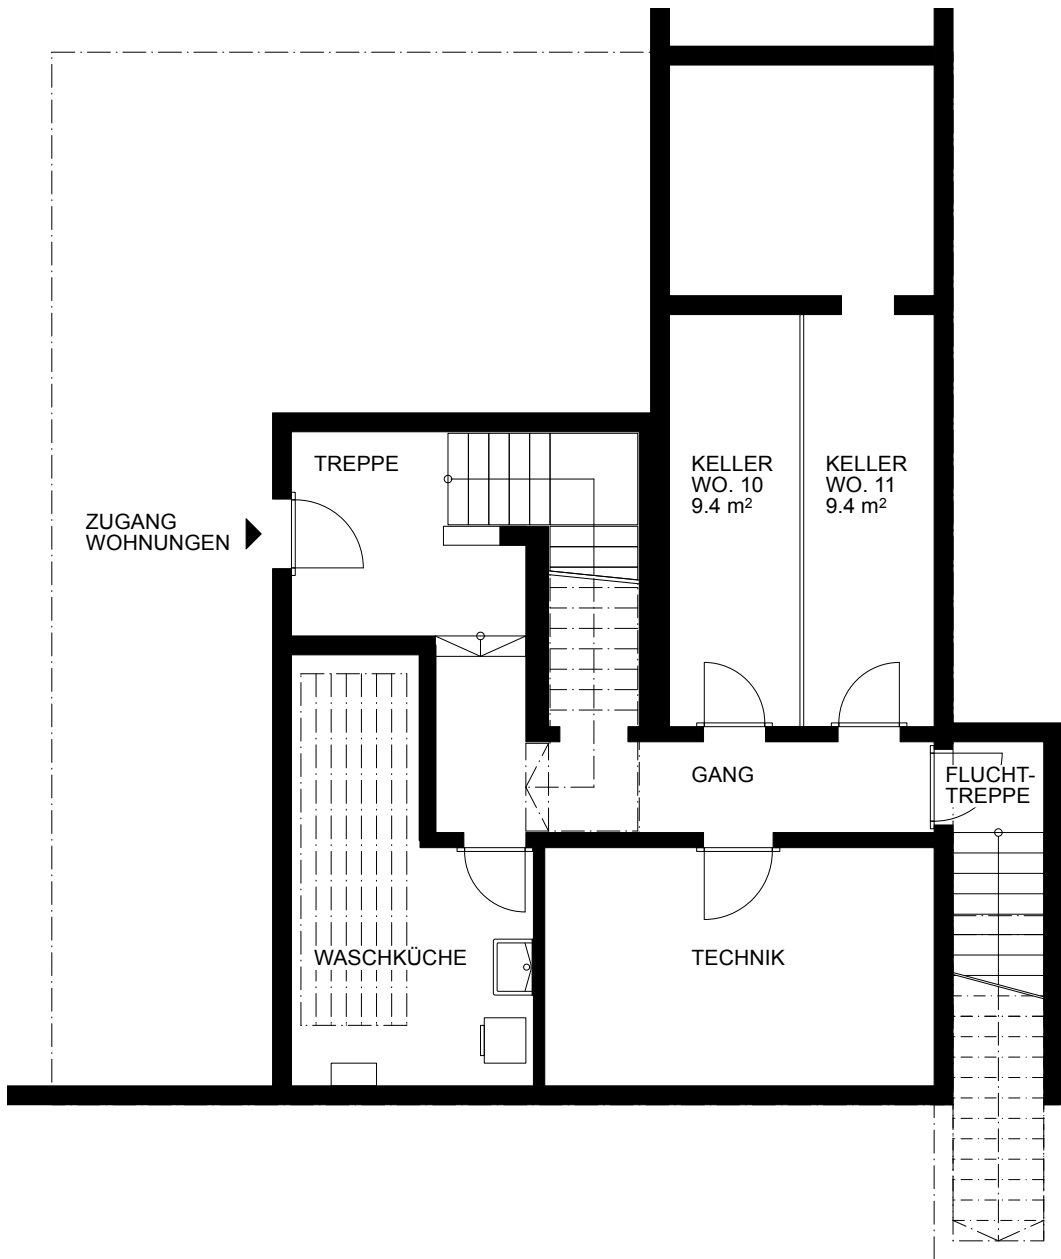 TREPPE
KELLER
WO. 10
9.4 m²
KELLER
WO. 11
9.4 m²
ZUGANG
WOHNUNGEN
GANG
FLUCHT-
TREPPE
WASCHKÜCHE
TECHNIK